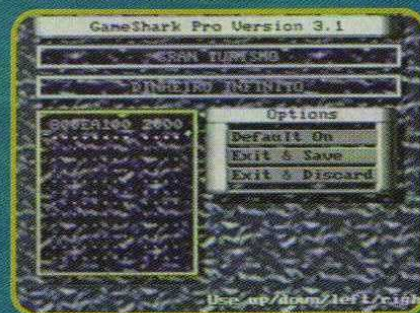 GameShark Pro Version 3.1
GRAN TURISMO
DINHEIRO INFINITO
Options
Default On
Exit & Save
Exit & Discard
Use up/down/left/righ